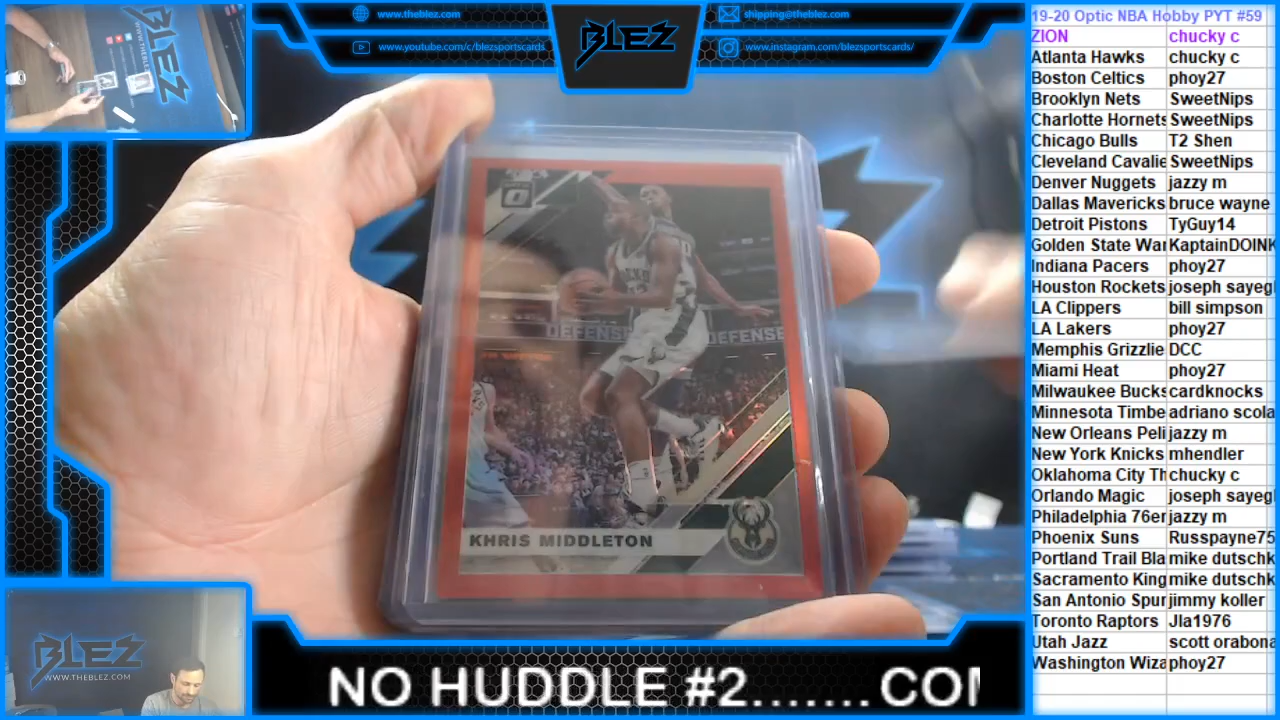 www.theblez.com
www.youtube.com/c/blezsportscards
BLEZ
shipping@theblez.com
www.instagram.com/blezsportscards/
DEFENSE
DEFENSE
KHRIS MIDDLETON
BLEZ
WWW.THEBLEZ.COM
NO HUDDLE #2....... CO
19-20 Optic NBA Hobby PYT #59
ZION chucky c
Atlanta Hawks chucky c
Boston Celtics phoy27
Brooklyn Nets SweetNips
Charlotte Hornets SweetNips
Chicago Bulls T2 Shen
Cleveland Cavalie SweetNips
Denver Nuggets jazzy m
Dallas Mavericks bruce wayne
Detroit Pistons TyGuy14
Golden State War KaptainDOINK
Indiana Pacers phoy27
Houston Rockets joseph sayeg
LA Clippers bill simpson
LA Lakers phoy27
Memphis Grizzlie DCC
Miami Heat phoy27
Milwaukee Bucks cardknocks
Minnesota Timbe adriano scola
New Orleans Peli jazzy m
New York Knicks mhendler
Oklahoma City Th chucky c
Orlando Magic joseph sayeg
Philadelphia 76er jazzy m
Phoenix Suns Russpayne75
Portland Trail Bla mike dutschk
Sacramento King mike dutschk
San Antonio Spur jimmy koller
Toronto Raptors Jla1976
Utah Jazz scott orabona
Washington Wiza phoy27